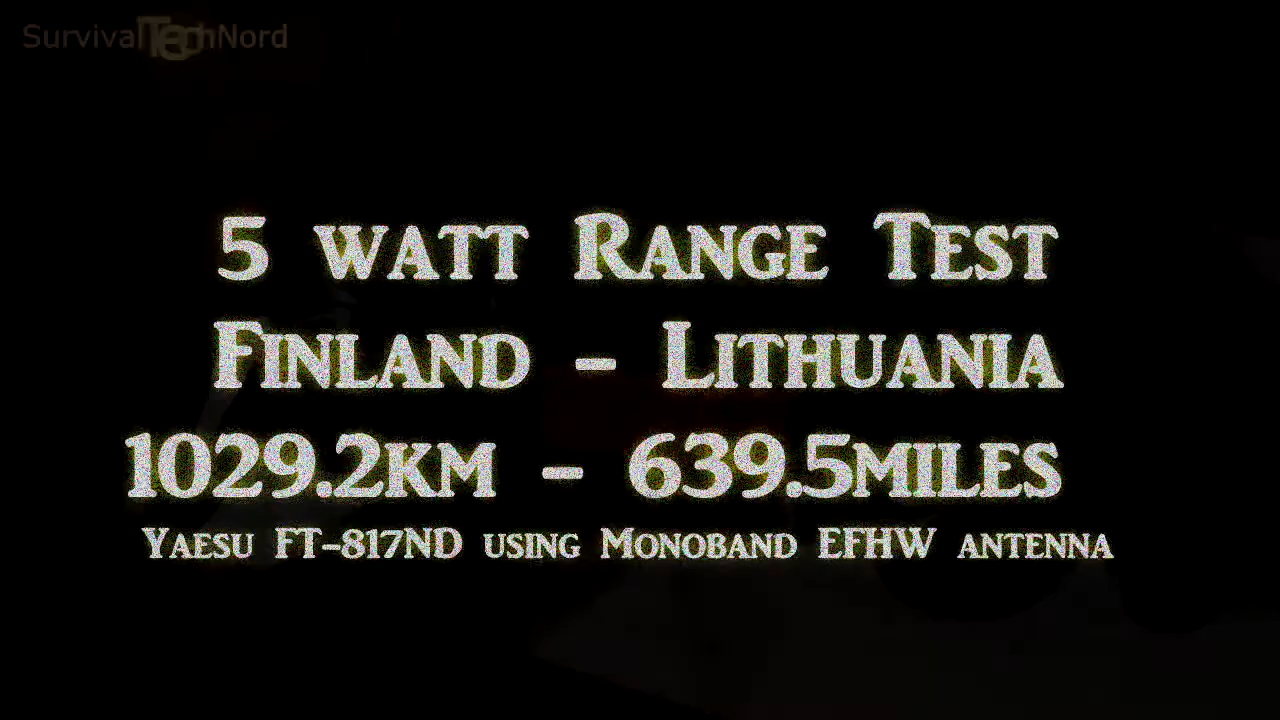 SurvivalTechNord
5 watt Range Test
Finland - Lithuania
1029.2km - 639.5miles
Yaesu FT-817ND using Monoband EFHW antenna